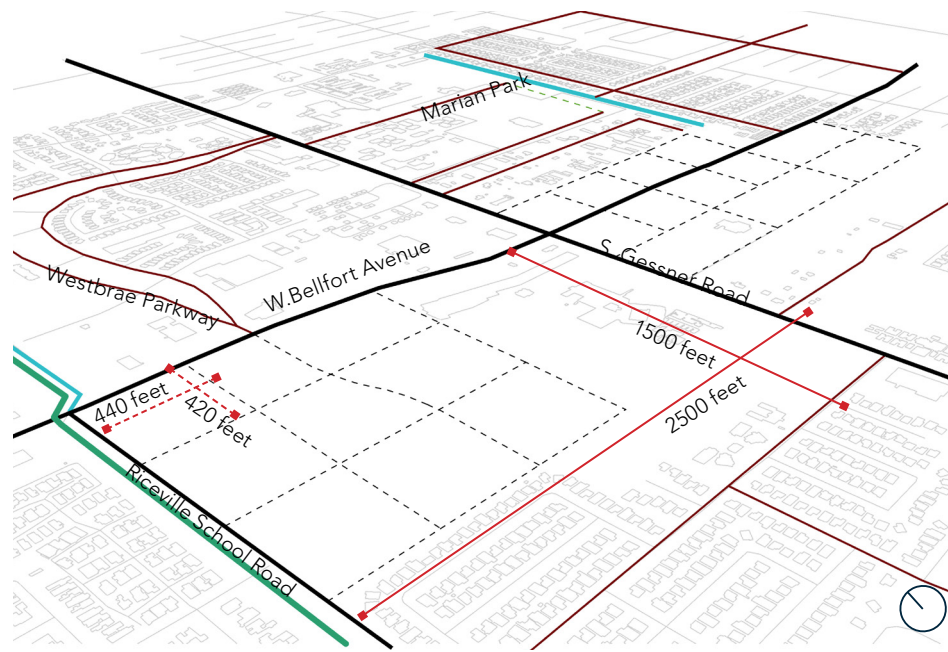 Marian Park
S. Gessner Road
W.Bellfort Avenue
Westbrae Parkway
1500 feet
2500 feet
440 feet
420 feet
Riceville School Road